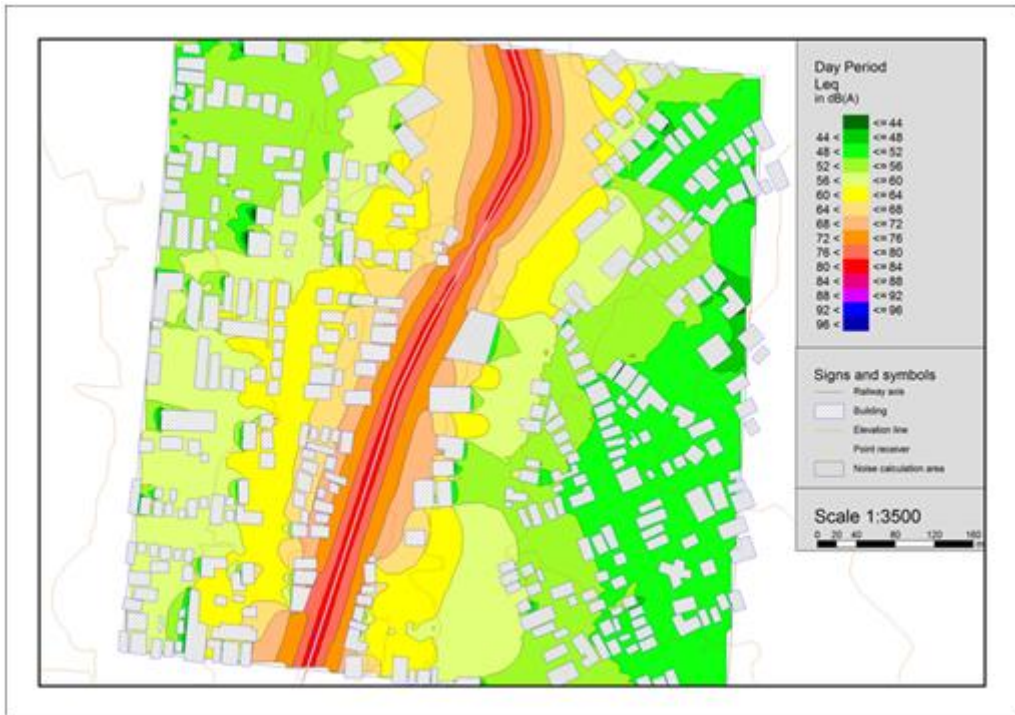 Day Period
Leq
in dB(A)
<= 44
44 < <= 48
48 < <= 52
52 < <= 56
56 < <= 60
60 < <= 64
64 < <= 68
68 < <= 72
72 < <= 76
76 < <= 80
80 < <= 84
84 < <= 88
88 < <= 92
92 < <= 96
96 <
Signs and symbols
Railway axis
Building
Elevation line
Point receiver
Noise calculation area
Scale 1:3500
0 20 40 80 120 160
m